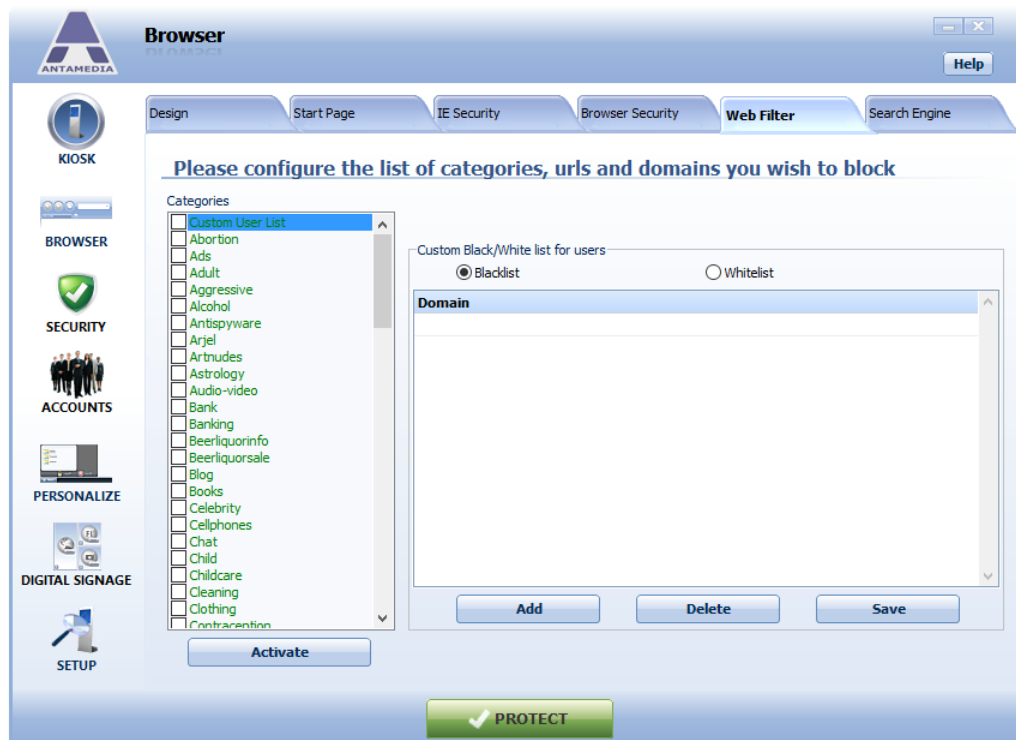 Browser
ANTAMEDIA
Help
Design
Start Page
IE Security
Browser Security
Web Filter
Search Engine
KIOSK
BROWSER
SECURITY
ACCOUNTS
PERSONALIZE
DIGITAL SIGNAGE
SETUP
Please configure the list of categories, urls and domains you wish to block
Categories
Custom User List
Abortion
Ads
Adult
Aggressive
Alcohol
Antispyware
Arjel
Artnudes
Astrology
Audio-video
Bank
Banking
Beerliquorinfo
Beerliquorsale
Blog
Books
Celebrity
Cellphones
Chat
Child
Childcare
Cleaning
Clothing
Contraception
Activate
Custom Black/White list for users
Blacklist
Whitelist
Domain
Add
Delete
Save
PROTECT